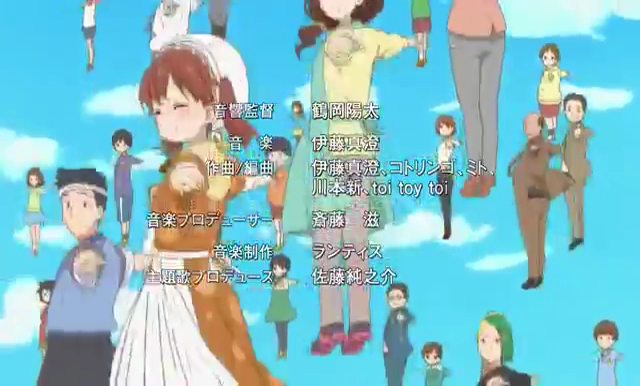 音響監督 鶴岡陽太
音 楽 伊藤真澄
作曲/編曲 伊藤真澄、コトリンゴ、ミト、
川本新、toi toy toi
音楽プロデューサー 斎藤 滋
音楽制作 ランティス
主題歌プロデュース 佐藤純之介